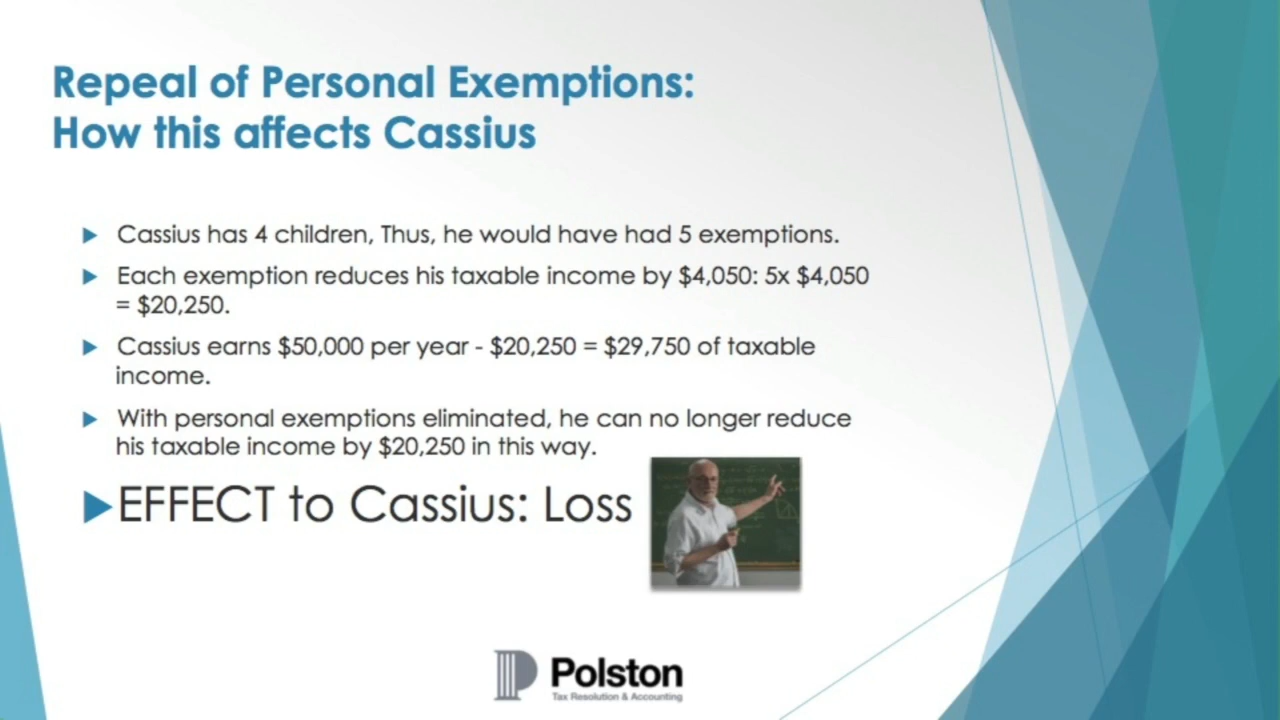 Repeal of Personal Exemptions:
How this affects Cassius
Cassius has 4 children, Thus, he would have had 5 exemptions.
Each exemption reduces his taxable income by $4,050: 5x $4,050
= $20,250.
Cassius earns $50,000 per year - $20,250 = $29,750 of taxable
income.
With personal exemptions eliminated, he can no longer reduce
his taxable income by $20,250 in this way.
EFFECT to Cassius: Loss
Polston
Tax Resolution & Accounting